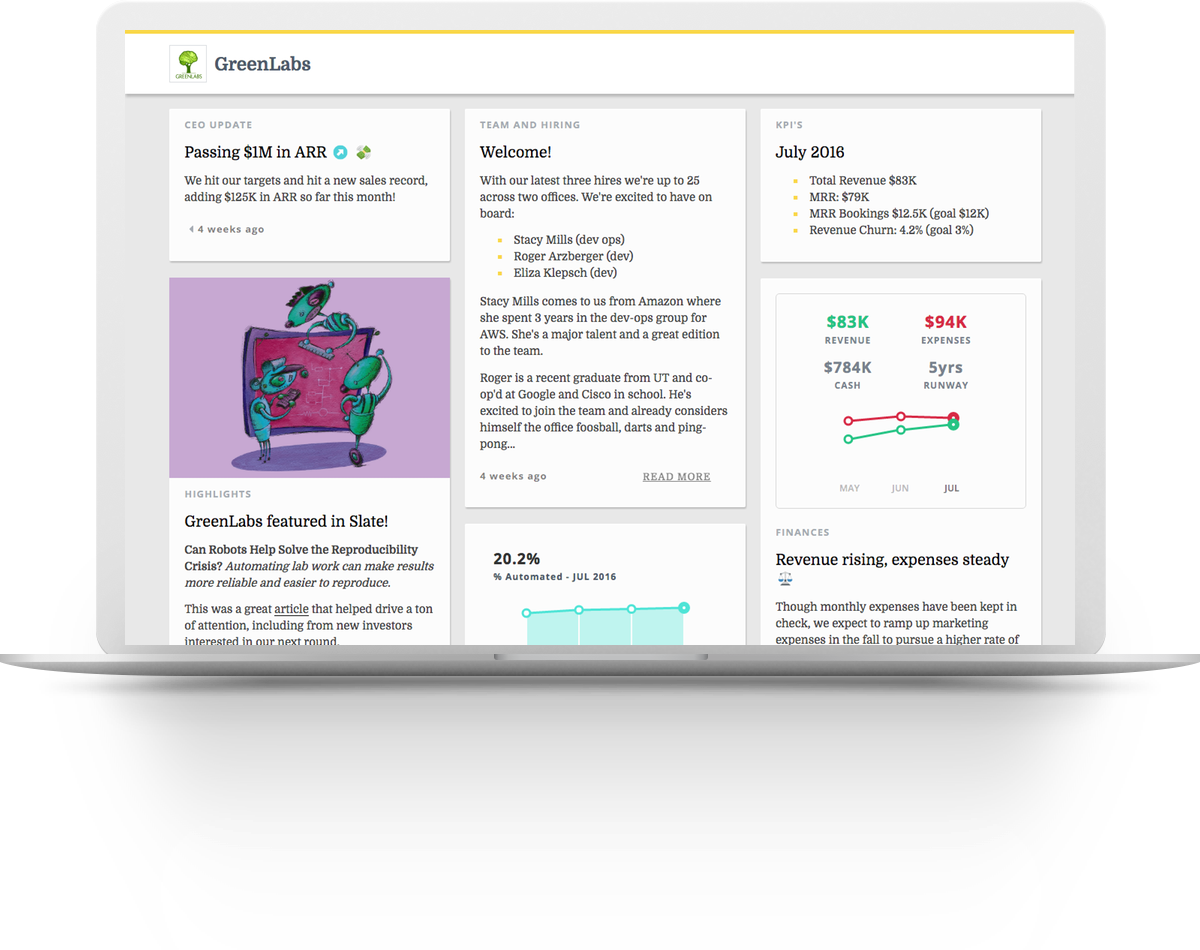 GREENLABS
GreenLabs
CEO UPDATE
Passing $1M in ARR
We hit our targets and hit a new sales record,
adding $125K in ARR so far this month!
4 weeks ago
HIGHLIGHTS
GreenLabs featured in Slate!
Can Robots Help Solve the Reproducibility
Crisis? Automating lab work can make results
more reliable and easier to reproduce.
This was a great article that helped drive a ton
of attention, including from new investors
interested in our next round.
TEAM AND HIRING
Welcome!
With our latest three hires we're up to 25
across two offices. We're excited to have on
board:
Stacy Mills (dev ops)
Roger Arzberger (dev)
Eliza Klepsch (dev)
Stacy Mills comes to us from Amazon where
she spent 3 years in the dev-ops group for
AWS. She's a major talent and a great edition
to the team.
Roger is a recent graduate from UT and co-
op'd at Google and Cisco in school. He's
excited to join the team and already considers
himself the office foosball, darts and ping-
pong...
4 weeks ago READ MORE
20.2%
% Automated - JUL 2016
KPI'S
July 2016
Total Revenue $83K
MRR: $79K
MRR Bookings $12.5K (goal $12K)
Revenue Churn: 4.2% (goal 3%)
$83K $94K
REVENUE EXPENSES
$784K 5yrs
CASH RUNWAY
MAY JUN JUL
FINANCES
Revenue rising, expenses steady
Though monthly expenses have been kept in
check, we expect to ramp up marketing
expenses in the fall to pursue a higher rate of